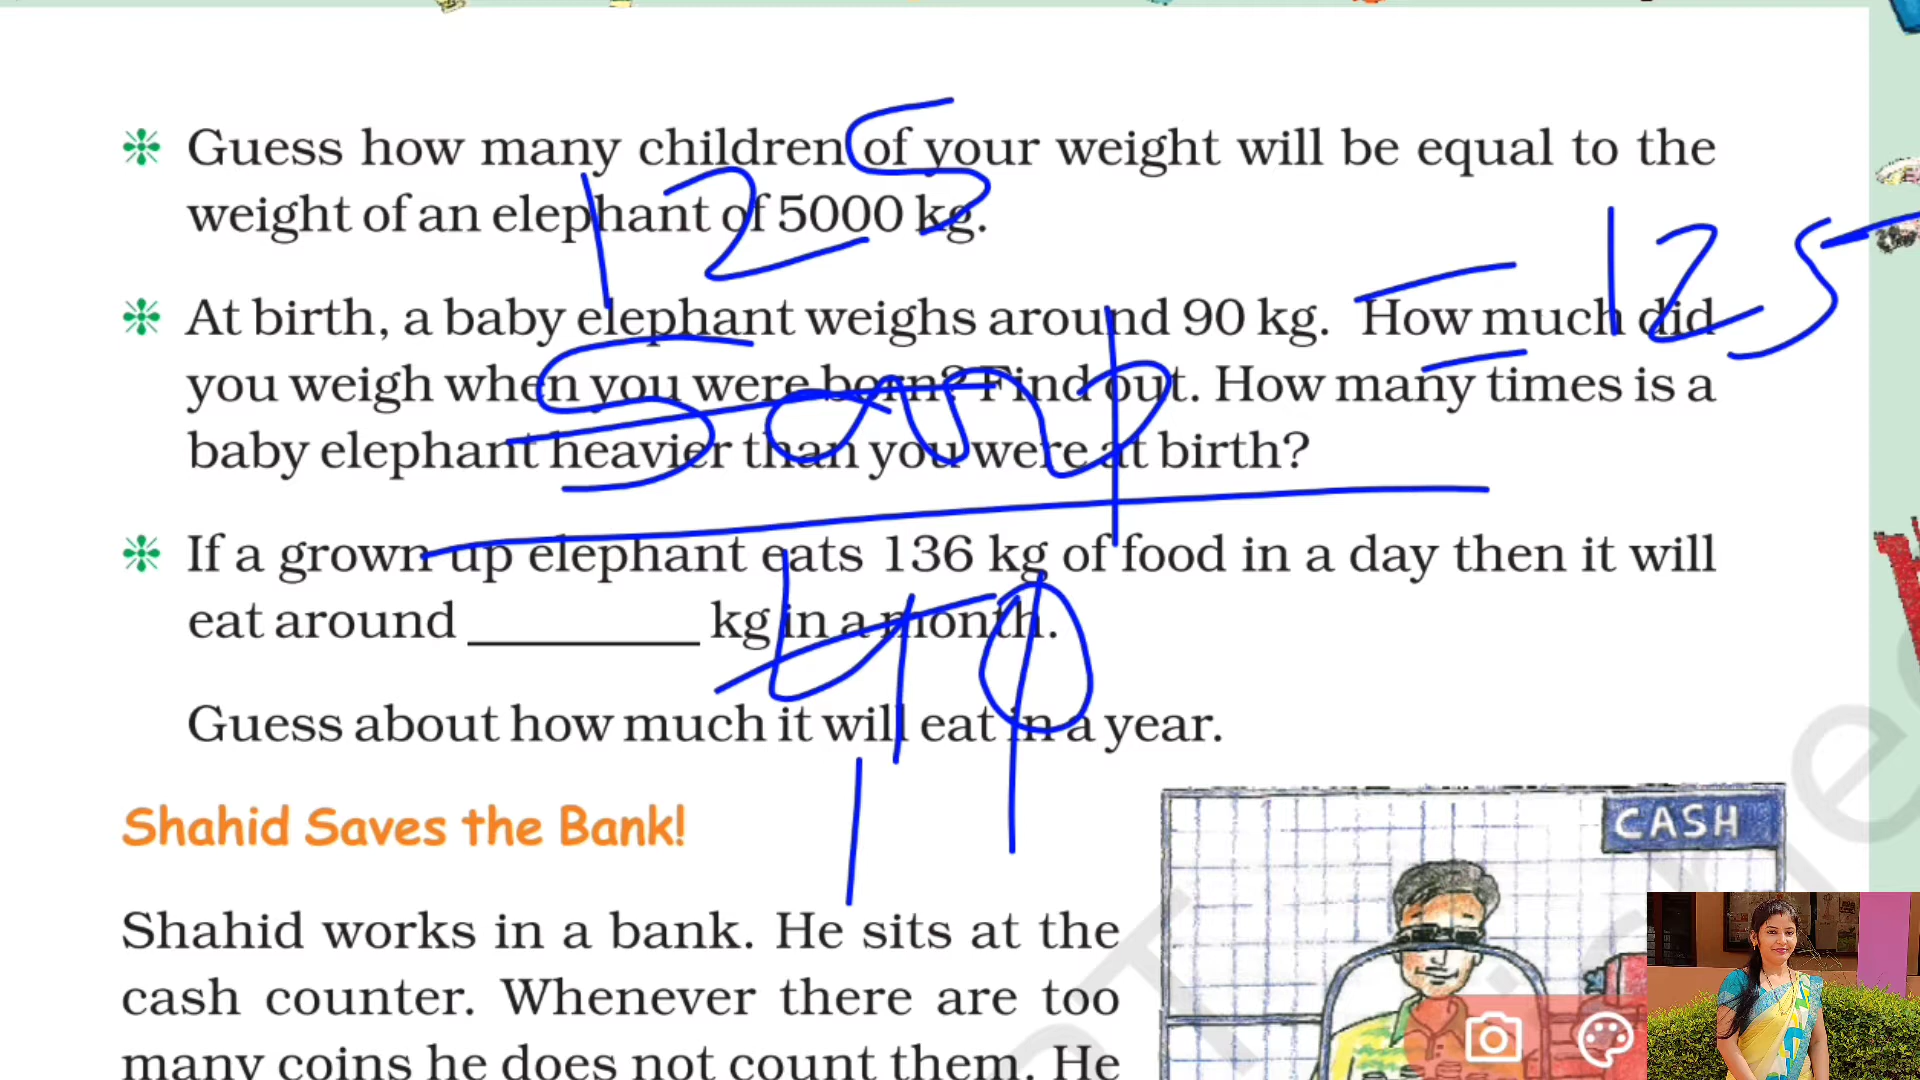 Guess how many children of your weight will be equal to the
weight of an elephant of 5000 kg.
At birth, a baby elephant weighs around 90 kg. How much did
you weigh when you were born? Find out. How many times is a
baby elephant heavier than you were at birth?
If a grown up elephant eats 136 kg of food in a day then it will
eat around _________ kg in a month.
Guess about how much it will eat in a year.
Shahid Saves the Bank!
Shahid works in a bank. He sits at the
cash counter. Whenever there are too
many coins he does not count them. He
CASH
125
= 125
5000
40
1